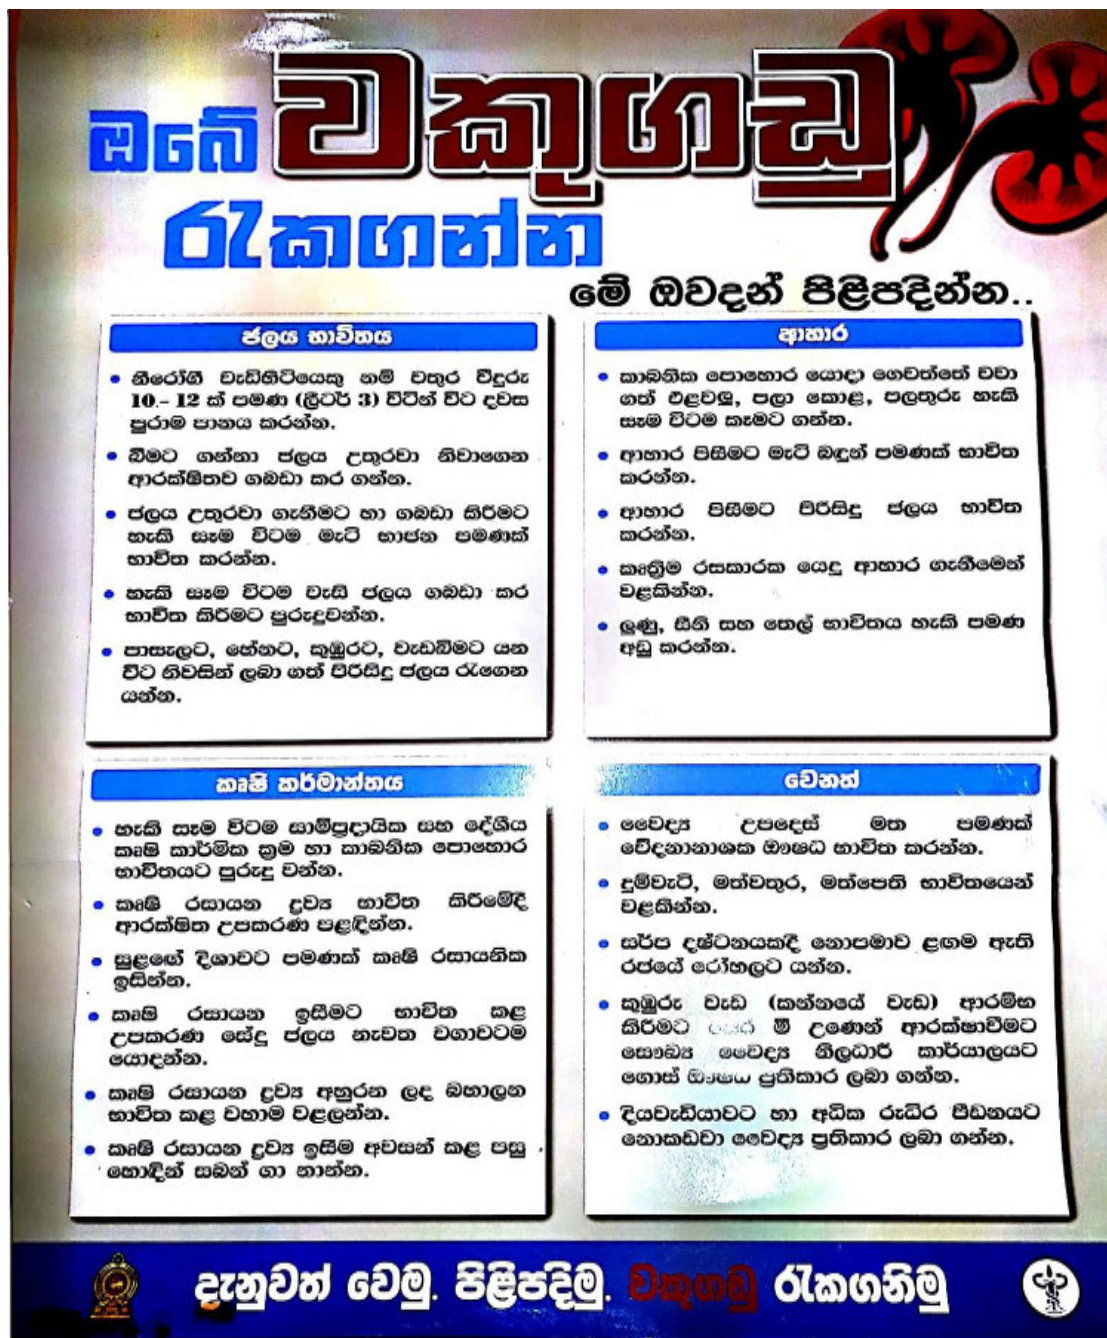 ඔබේ වකුගඩු
රැකගන්න
මේ ඔවදන් පිළිපදින්න..
ජලය භාවිතය
• නීරෝගී වැඩිහිටියෙකු නම් වතුර වීදුරු
10 - 12 ක් පමණ (ලීටර් 3) විටින් විට දවස
පුරාම පානය කරන්න.
• බීමට ගන්නා ජලය උතුරවා නිවාගෙන
ආරක්ෂිතව ගබඩා කර ගන්න.
• ජලය උතුරවා ගැනීමට හා ගබඩා කිරීමට
හැකි සෑම විටම මැටි භාජන පමණක්
භාවිත කරන්න.
• හැකි සෑම විටම වැසි ජලය ගබඩා කර
භාවිත කිරීමට පුරුදුවන්න.
• පාසැලට, හේනට, කුඹුරට, වැඩබිමට යන
විට නිවසින් ලබා ගත් පිරිසිදු ජලය රැගෙන
යන්න.
ආහාර
• කාබනික පොහොර යොදා ගෙවත්තේ වවා
ගත් එළවලු, පලා කොළ, පලතුරු හැකි
සෑම විටම කෑමට ගන්න.
• ආහාර පිසීමට මැටි බඳුන් පමණක් භාවිත
කරන්න.
• ආහාර පිසීමට පිරිසිදු ජලය භාවිත
කරන්න.
• කෘත්‍රිම රසකාරක යෙදූ ආහාර ගැනීමෙන්
වළකින්න.
• ලුණු, සීනි සහ තෙල් භාවිතය හැකි පමණ
අඩු කරන්න.
කෘෂි කර්මාන්තය
• හැකි සෑම විටම සාම්ප්‍රදායික සහ දේශීය
කෘෂි කාර්මික ක්‍රම හා කාබනික පොහොර
භාවිතයට පුරුදු වන්න.
• කෘෂි රසායන ද්‍රව්‍ය භාවිත කිරීමේදී
ආරක්ෂිත උපකරණ පළඳින්න.
• සුළඟේ දිශාවට පමණක් කෘෂි රසායනික
ඉසින්න.
• කෘෂි රසායන ඉසීමට භාවිත කළ
උපකරණ සේදූ ජලය නැවත වගාවටම
යොදන්න.
• කෘෂි රසායන ද්‍රව්‍ය අහුරන ලද බහාලන
භාවිත කළ වහාම වළලන්න.
• කෘෂි රසායන ද්‍රව්‍ය ඉසීම අවසන් කළ පසු
හොඳින් සබන් ගා නාන්න.
වෙනත්
• වෛද්‍ය උපදෙස් මත පමණක්
වේදනානාශක ඖෂධ භාවිත කරන්න.
• දුම්වැටි, මත්වතුර, මත්පෙති භාවිතයෙන්
වළකින්න.
• සර්ප දෂ්ටනයකදී නොපමාව ළඟම ඇති
රජයේ රෝහලට යන්න.
• කුඹුරු වැඩ (කන්නයේ වැඩ) ආරම්භ
කිරීමට පෙර මී උණෙන් ආරක්ෂාවීමට
සෞඛ්‍ය වෛද්‍ය නිලධාරී කාර්යාලයට
ගොස් ඖෂධ ප්‍රතිකාර ලබා ගන්න.
• දියවැඩියාවට හා අධික රුධිර පීඩනයට
නොකඩවා වෛද්‍ය ප්‍රතිකාර ලබා ගන්න.
දැනුවත් වෙමු. පිළිපදිමු. වකුගඩු රැකගනිමු